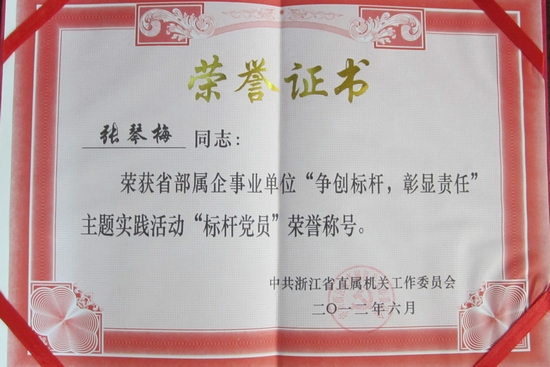 荣誉证书
张琴梅同志：
荣获省部属企事业单位“争创标杆，彰显责任”
主题实践活动“标杆党员”荣誉称号。
中共浙江省直属机关工作委员会
二〇一二年六月